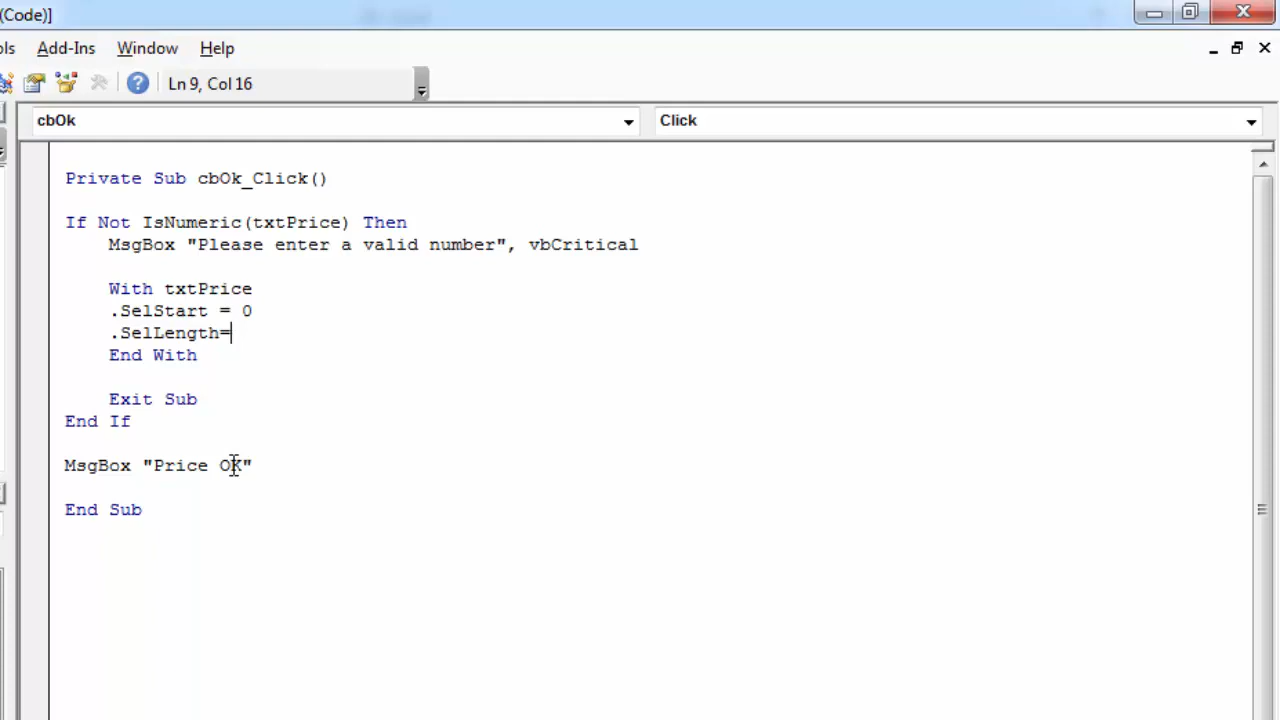 (Code)]
ols Add-Ins Window Help
Ln 9, Col 16
cbOk Click
Private Sub cbOk_Click()
If Not IsNumeric(txtPrice) Then
MsgBox "Please enter a valid number", vbCritical
With txtPrice
.SelStart = 0
.SelLength=
End With
Exit Sub
End If
MsgBox "Price OK"
End Sub